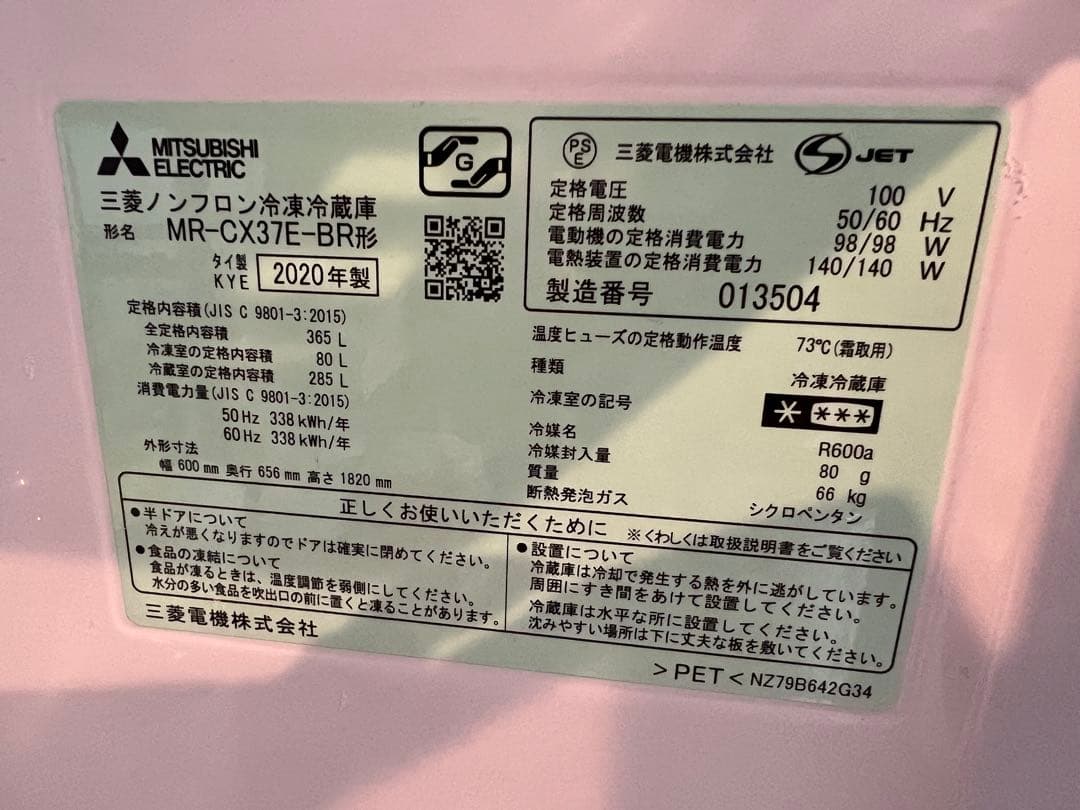 MITSUBISHI
ELECTRIC
G
三菱ノンフロン冷凍冷蔵庫
形名 MR-CX37E-BR形
タイ製
KYE 2020年製
定格内容積(JIS C 9801-3:2015)
全定格内容積 365 L
冷凍室の定格内容積 80 L
冷蔵室の定格内容積 285 L
消費電力量(JIS C 9801-3:2015)
50Hz 338kWh/年
60Hz 338kWh/年
外形寸法
幅 600mm 奥行 656mm 高さ 1820mm
PS
E 三菱電機株式会社 JET
定格電圧 100 V
定格周波数 50/60 Hz
電動機の定格消費電力 98/98 W
電熱装置の定格消費電力 140/140 W
製造番号 013504
温度ヒューズの定格動作温度 73℃(霜取用)
種類 冷凍冷蔵庫
冷凍室の記号 * ***
冷媒名 R600a
冷媒封入量 80 g
質量 66 kg
断熱発泡ガス シクロペンタン
正しくお使いいただくために ※くわしくは取扱説明書をご覧ください
●半ドアについて
冷えが悪くなりますのでドアは確実に閉めてください。
●食品の凍結について
食品が凍るときは、温度調節を弱側にしてください。
水分の多い食品を吹出口の前に置くと凍ることがあります。
●設置について
冷蔵庫は冷却で発生する熱を外に逃がしています。
周囲にすき間をあけて設置してください。
冷蔵庫は水平な所に設置してください。
沈みやすい場所は下に丈夫な板を敷いてください。
三菱電機株式会社
>PET< NZ79B642G34